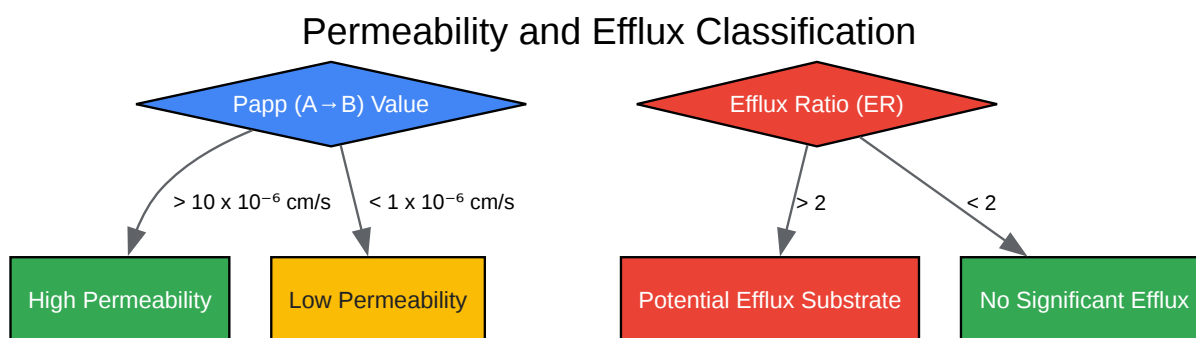 Permeability and Efflux Classification
Papp (A→B) Value
Efflux Ratio (ER)
> 10 x 10⁻⁶ cm/s
< 1 x 10⁻⁶ cm/s
> 2
< 2
High Permeability
Low Permeability
Potential Efflux Substrate
No Significant Efflux